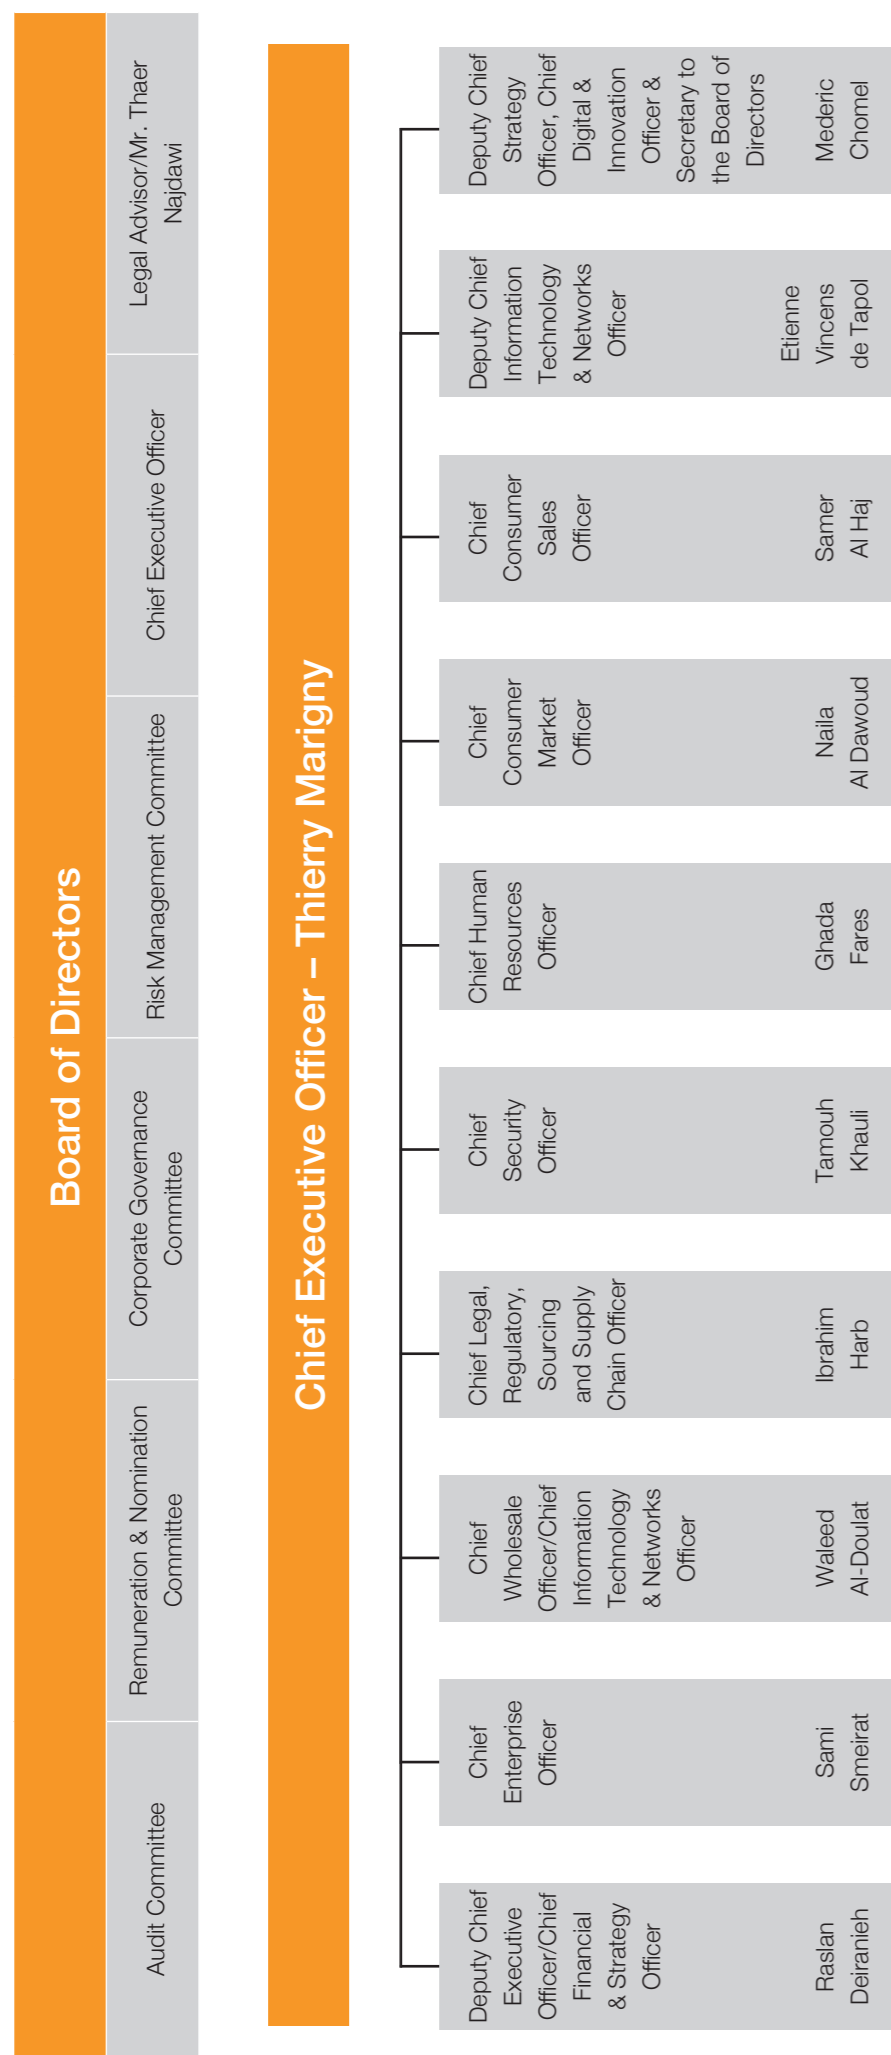 Board of Directors
Audit Committee
Remuneration & Nomination
Committee
Corporate Governance
Committee
Risk Management Committee
Chief Executive Officer
Legal Advisor/Mr. Thaer
Najdawi
Chief Executive Officer – Thierry Marigny
Deputy Chief
Executive
Officer/Chief
Financial
& Strategy
Officer
Raslan
Deiranieh
Chief
Enterprise
Officer
Sami
Smeirat
Chief
Wholesale
Officer/Chief
Information
Technology
& Networks
Officer
Waleed
Al-Doulat
Chief Legal,
Regulatory,
Sourcing
and Supply
Chain Officer
Ibrahim
Harb
Chief
Security
Officer
Tamouh
Khauli
Chief Human
Resources
Officer
Ghada
Fares
Chief
Consumer
Market
Officer
Naila
Al Dawoud
Chief
Consumer
Sales
Officer
Samer
Al Haj
Deputy Chief
Information
Technology
& Networks
Officer
Etienne
Vincens
de Tapol
Deputy Chief
Strategy
Officer, Chief
Digital &
Innovation
Officer &
Secretary to
the Board of
Directors
Mederic
Chomel